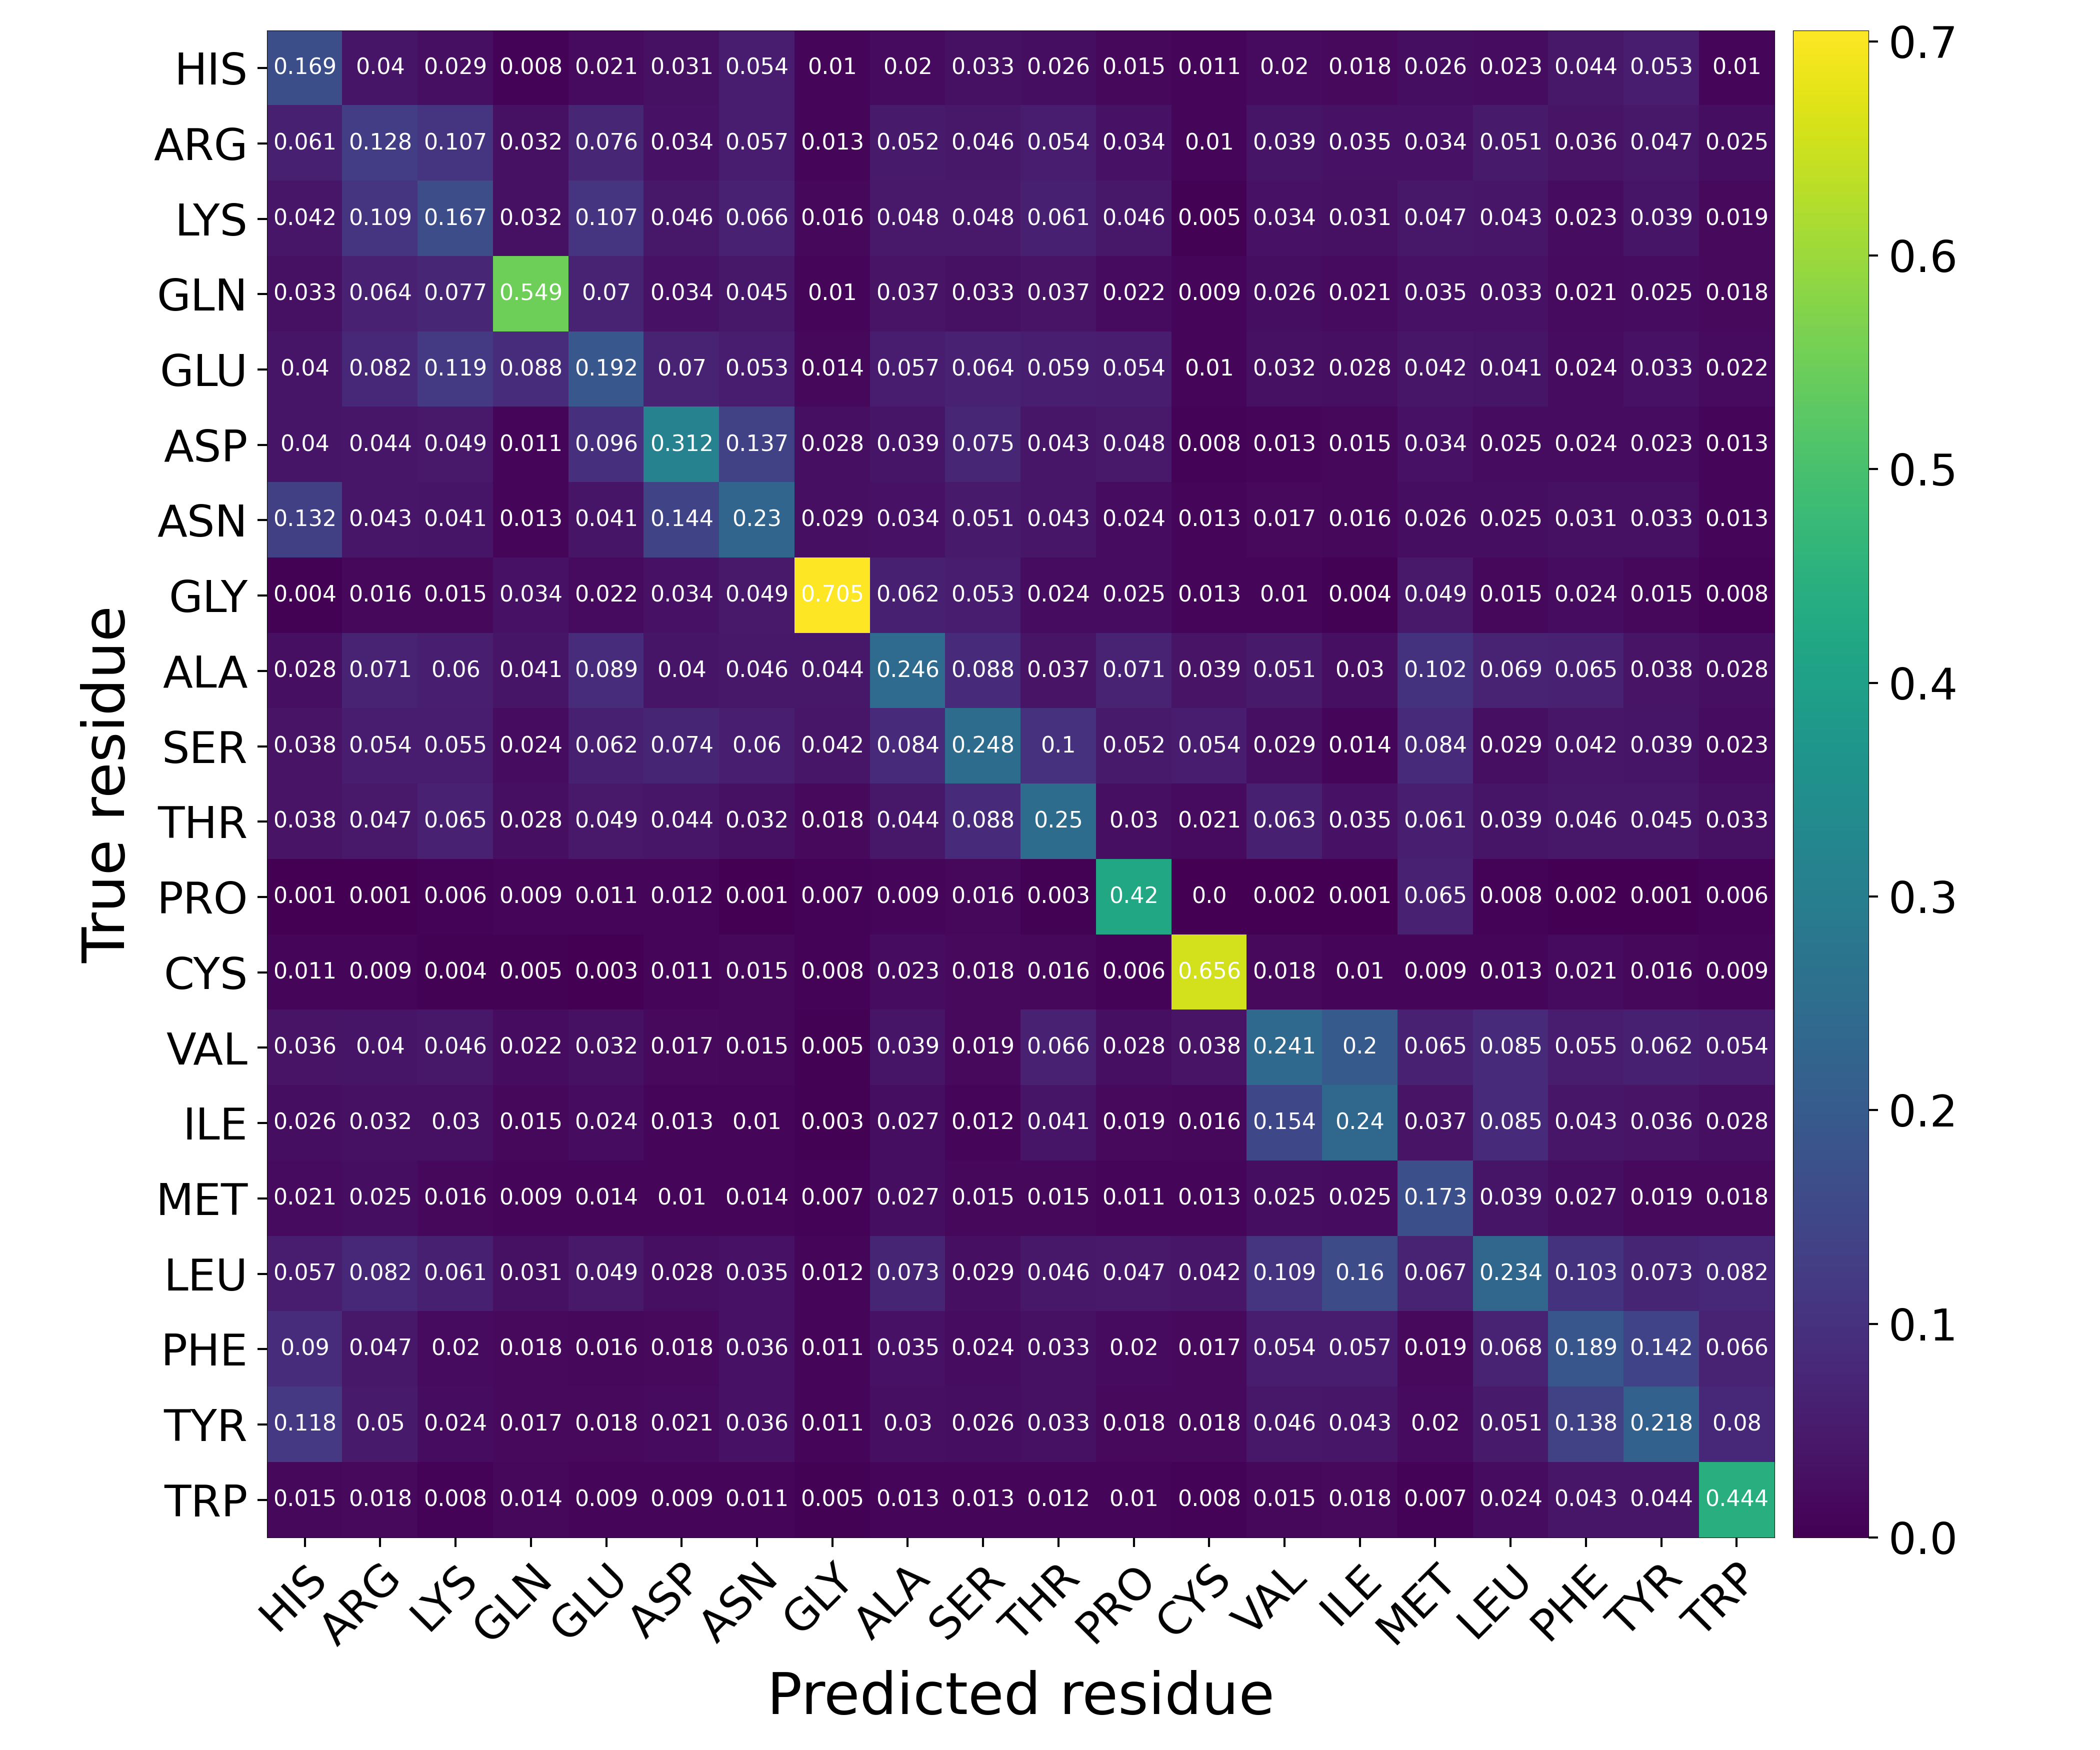 HIS 0.169 0.04 0.029 0.008 0.021 0.031 0.054 0.01 0.02 0.033 0.026 0.015 0.011 0.02 0.018 0.026 0.023 0.044 0.053 0.01
ARG 0.061 0.128 0.107 0.032 0.076 0.034 0.057 0.013 0.052 0.046 0.054 0.034 0.01 0.039 0.035 0.034 0.051 0.036 0.047 0.025
LYS 0.042 0.109 0.167 0.032 0.107 0.046 0.066 0.016 0.048 0.048 0.061 0.046 0.005 0.034 0.031 0.047 0.043 0.023 0.039 0.019
GLN 0.033 0.064 0.077 0.549 0.07 0.034 0.045 0.01 0.037 0.033 0.037 0.022 0.009 0.026 0.021 0.035 0.033 0.021 0.025 0.018
GLU 0.04 0.082 0.119 0.088 0.192 0.07 0.053 0.014 0.057 0.064 0.059 0.054 0.01 0.032 0.028 0.042 0.041 0.024 0.033 0.022
ASP 0.04 0.044 0.049 0.011 0.096 0.312 0.137 0.028 0.039 0.075 0.043 0.048 0.008 0.013 0.015 0.034 0.025 0.024 0.023 0.013
ASN 0.132 0.043 0.041 0.013 0.041 0.144 0.23 0.029 0.034 0.051 0.043 0.024 0.013 0.017 0.016 0.026 0.025 0.031 0.033 0.013
GLY 0.004 0.016 0.015 0.034 0.022 0.034 0.049 0.705 0.062 0.053 0.024 0.025 0.013 0.01 0.004 0.049 0.015 0.024 0.015 0.008
ALA 0.028 0.071 0.06 0.041 0.089 0.04 0.046 0.044 0.246 0.088 0.037 0.071 0.039 0.051 0.03 0.102 0.069 0.065 0.038 0.028
SER 0.038 0.054 0.055 0.024 0.062 0.074 0.06 0.042 0.084 0.248 0.1 0.052 0.054 0.029 0.014 0.084 0.029 0.042 0.039 0.023
THR 0.038 0.047 0.065 0.028 0.049 0.044 0.032 0.018 0.044 0.088 0.25 0.03 0.021 0.063 0.035 0.061 0.039 0.046 0.045 0.033
PRO 0.001 0.001 0.006 0.009 0.011 0.012 0.001 0.007 0.009 0.016 0.003 0.42 0.0 0.002 0.001 0.065 0.008 0.002 0.001 0.006
CYS 0.011 0.009 0.004 0.005 0.003 0.011 0.015 0.008 0.023 0.018 0.016 0.006 0.656 0.018 0.01 0.009 0.013 0.021 0.016 0.009
VAL 0.036 0.04 0.046 0.022 0.032 0.017 0.015 0.005 0.039 0.019 0.066 0.028 0.038 0.241 0.2 0.065 0.085 0.055 0.062 0.054
ILE 0.026 0.032 0.03 0.015 0.024 0.013 0.01 0.003 0.027 0.012 0.041 0.019 0.016 0.154 0.24 0.037 0.085 0.043 0.036 0.028
MET 0.021 0.025 0.016 0.009 0.014 0.01 0.014 0.007 0.027 0.015 0.015 0.011 0.013 0.025 0.025 0.173 0.039 0.027 0.019 0.018
LEU 0.057 0.082 0.061 0.031 0.049 0.028 0.035 0.012 0.073 0.029 0.046 0.047 0.042 0.109 0.16 0.067 0.234 0.103 0.073 0.082
PHE 0.09 0.047 0.02 0.018 0.016 0.018 0.036 0.011 0.035 0.024 0.033 0.02 0.017 0.054 0.057 0.019 0.068 0.189 0.142 0.066
TYR 0.118 0.05 0.024 0.017 0.018 0.021 0.036 0.011 0.03 0.026 0.033 0.018 0.018 0.046 0.043 0.02 0.051 0.138 0.218 0.08
TRP 0.015 0.018 0.008 0.014 0.009 0.009 0.011 0.005 0.013 0.013 0.012 0.01 0.008 0.015 0.018 0.007 0.024 0.043 0.044 0.444
HIS ARG LYS GLN GLU ASP ASN GLY ALA SER THR PRO CYS VAL ILE MET LEU PHE TYR TRP
Predicted residue
True residue
0.7
0.6
0.5
0.4
0.3
0.2
0.1
0.0